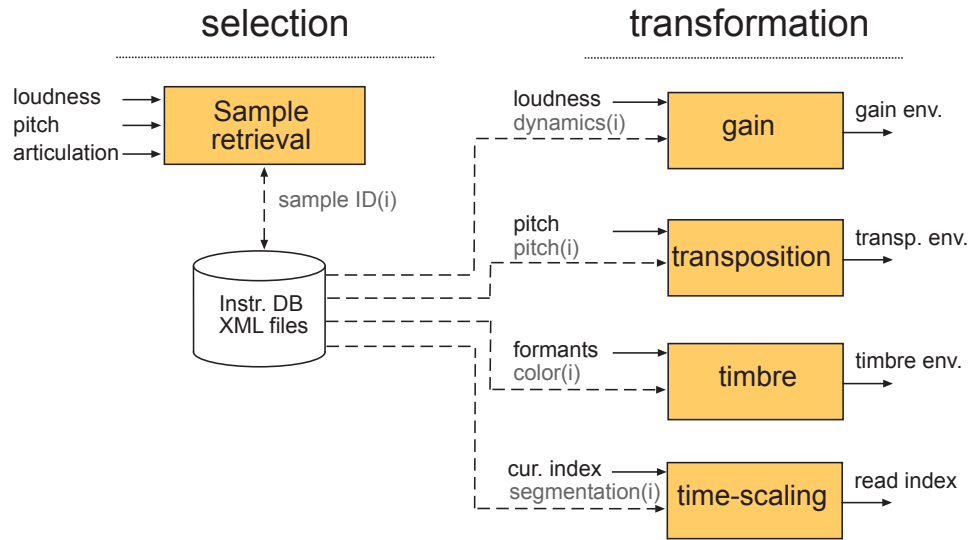 selection
transformation
loudness
pitch
articulation
Sample
retrieval
sample ID(i)
Instr. DB
XML files
loudness
dynamics(i)
gain
gain env.
pitch
pitch(i)
transposition
transp. env.
formants
color(i)
timbre
timbre env.
cur. index
segmentation(i)
time-scaling
read index